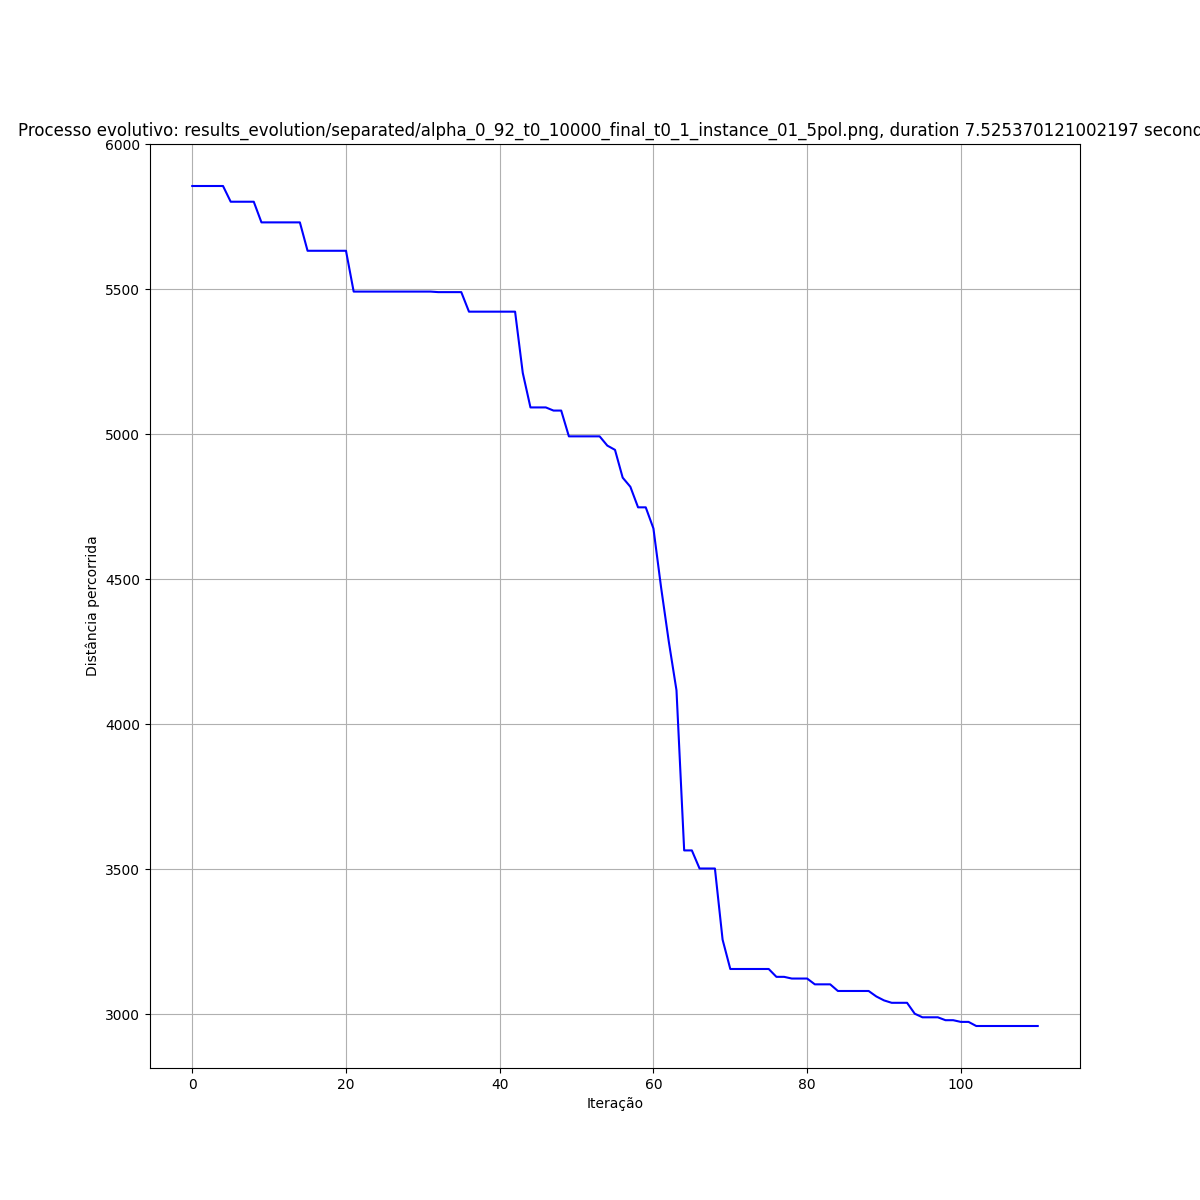 Processo evolutivo: results_evolution/separated/alpha_0_92_t0_10000_final_t0_1_instance_01_5pol.png, duration 7.525370121002197 second
6000
5500
5000
4500
4000
3500
3000
Distância percorrida
0 20 40 60 80 100
Iteração